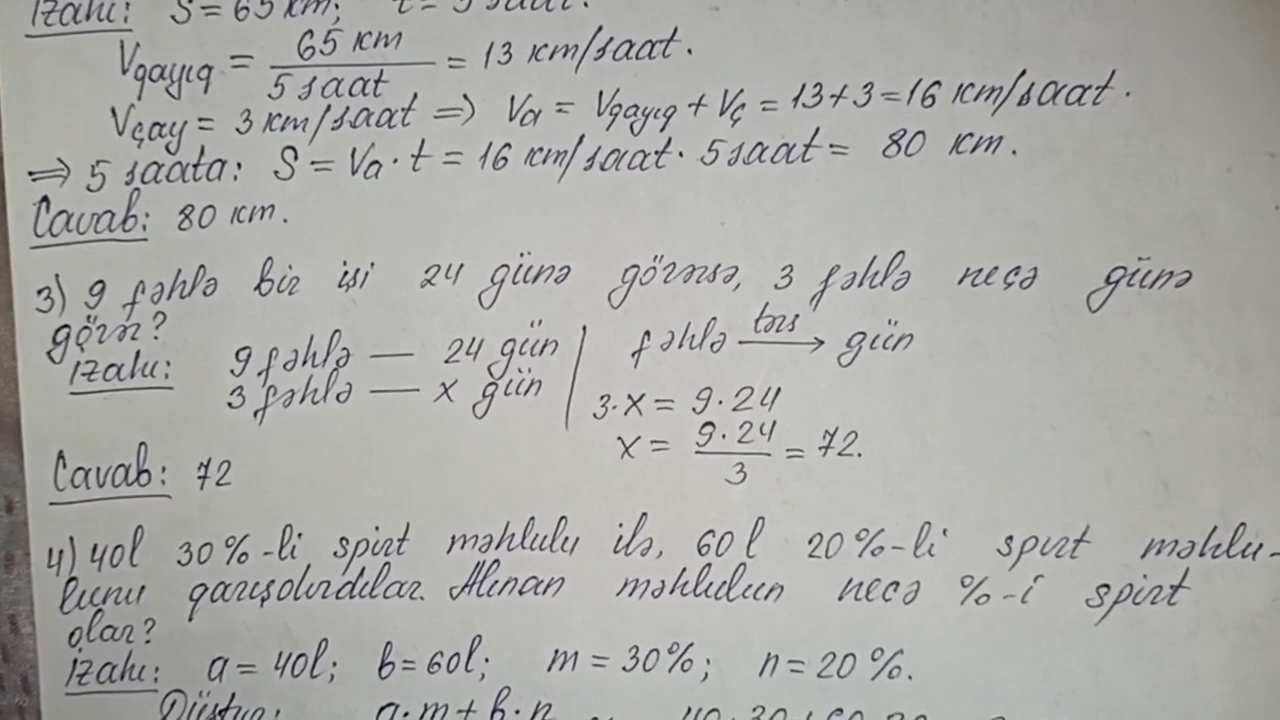 İzahı: S = 65 km; t = 5 saat.
Vqayıq = 65 km / 5 saat = 13 km/saat.
Vçay = 3 km/saat ⇒ Va = Vqayıq + Vç = 13+3=16 km/saat.
⇒ 5 saata: S = Va · t = 16 km/saat · 5 saat = 80 km.
Cavab: 80 km.
3) 9 fəhlə bir işi 24 günə görərsə, 3 fəhlə neçə günə
görər?
İzahı: 9 fəhlə — 24 gün | fəhlə tərs → gün
3 fəhlə — x gün | 3·x = 9·24
x = 9·24 / 3 = 72.
Cavab: 72
4) 40l 30%-li spirt məhlulu ilə, 60l 20%-li spirt məhlu-
lunu qarışdırdılar. Alınan məhlulun necə %-i spirt
olar?
İzahı: a = 40l; b = 60l; m = 30%; n = 20%.
Düstur: a·m + b·n